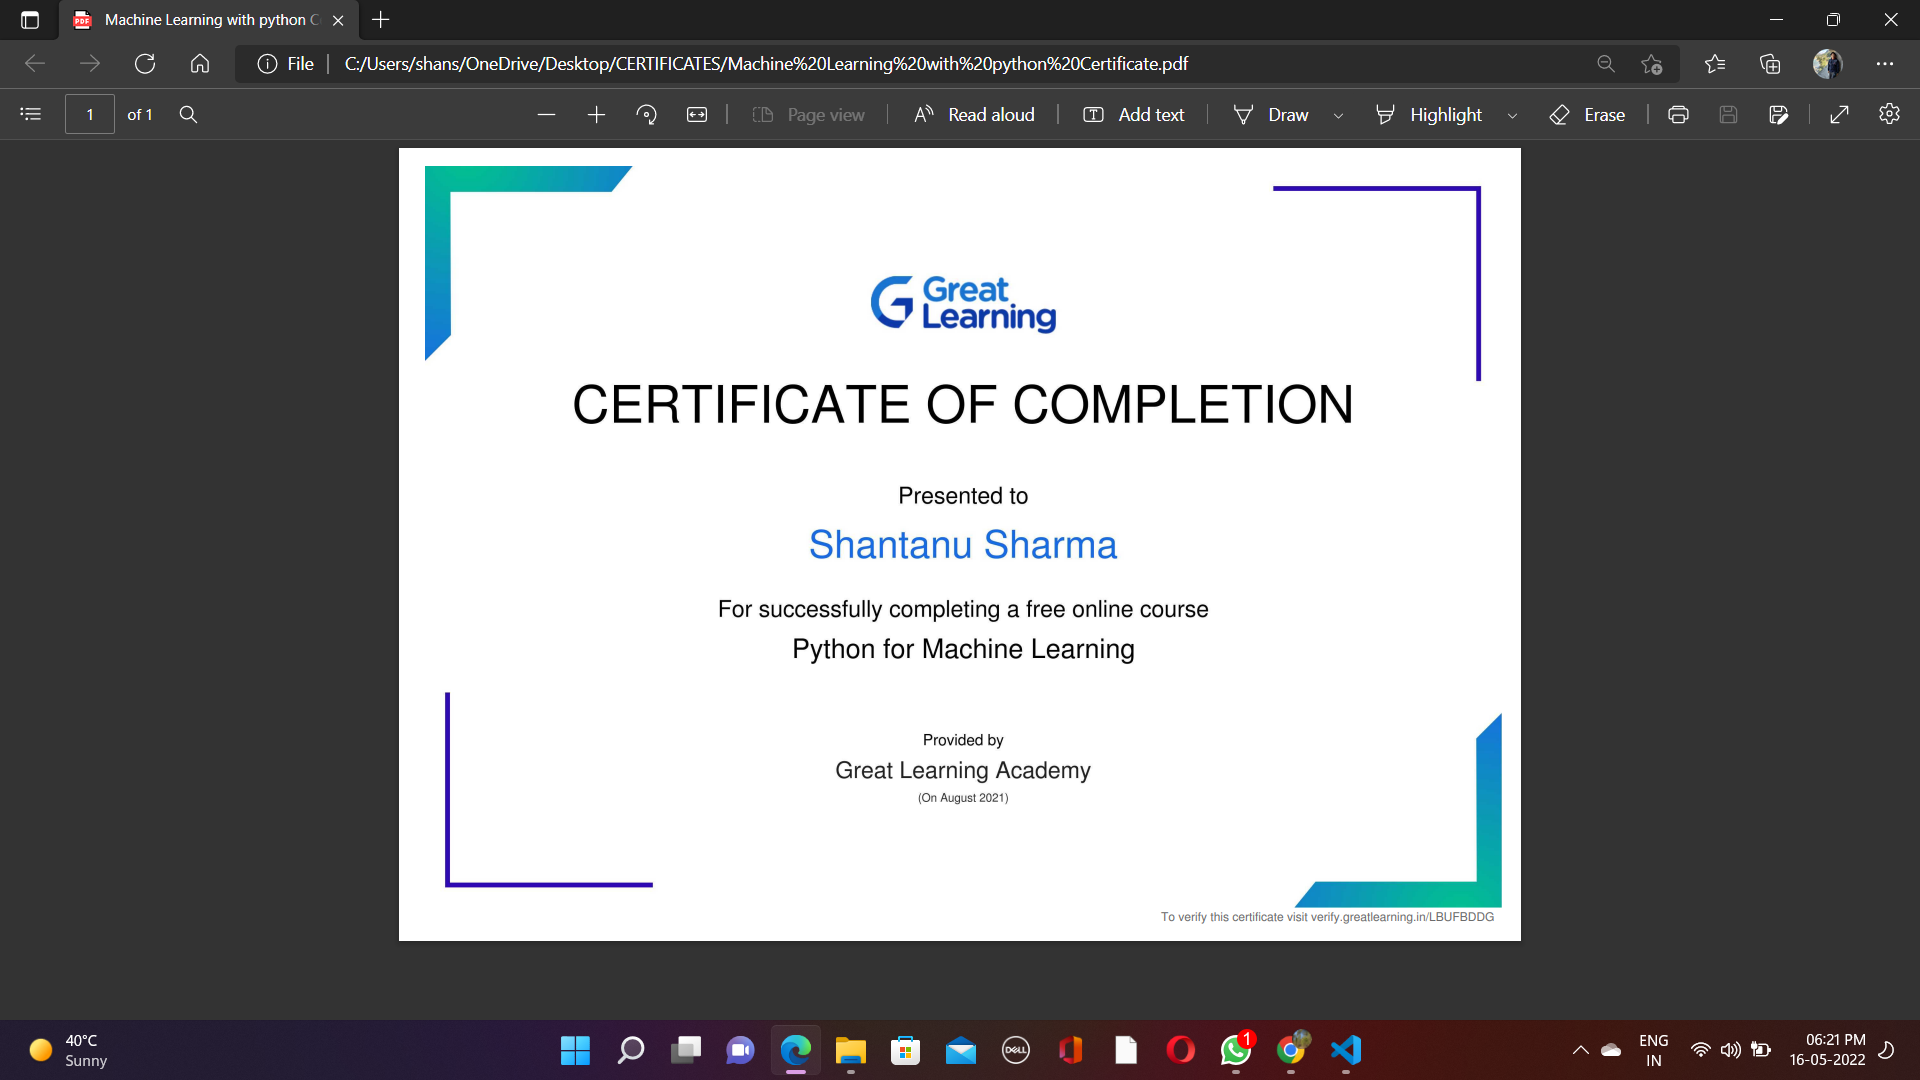 Machine Learning with python C
File
C:/Users/shans/OneDrive/Desktop/CERTIFICATES/Machine%20Learning%20with%20python%20Certificate.pdf
1 of 1
Page view
Read aloud
Add text
Draw
Highlight
Erase
Great
Learning
CERTIFICATE OF COMPLETION
Presented to
Shantanu Sharma
For successfully completing a free online course
Python for Machine Learning
Provided by
Great Learning Academy
(On August 2021)
To verify this certificate visit verify.greatlearning.in/LBUFBDDG
40°C
Sunny
DELL
1
ENG
IN
06:21 PM
16-05-2022